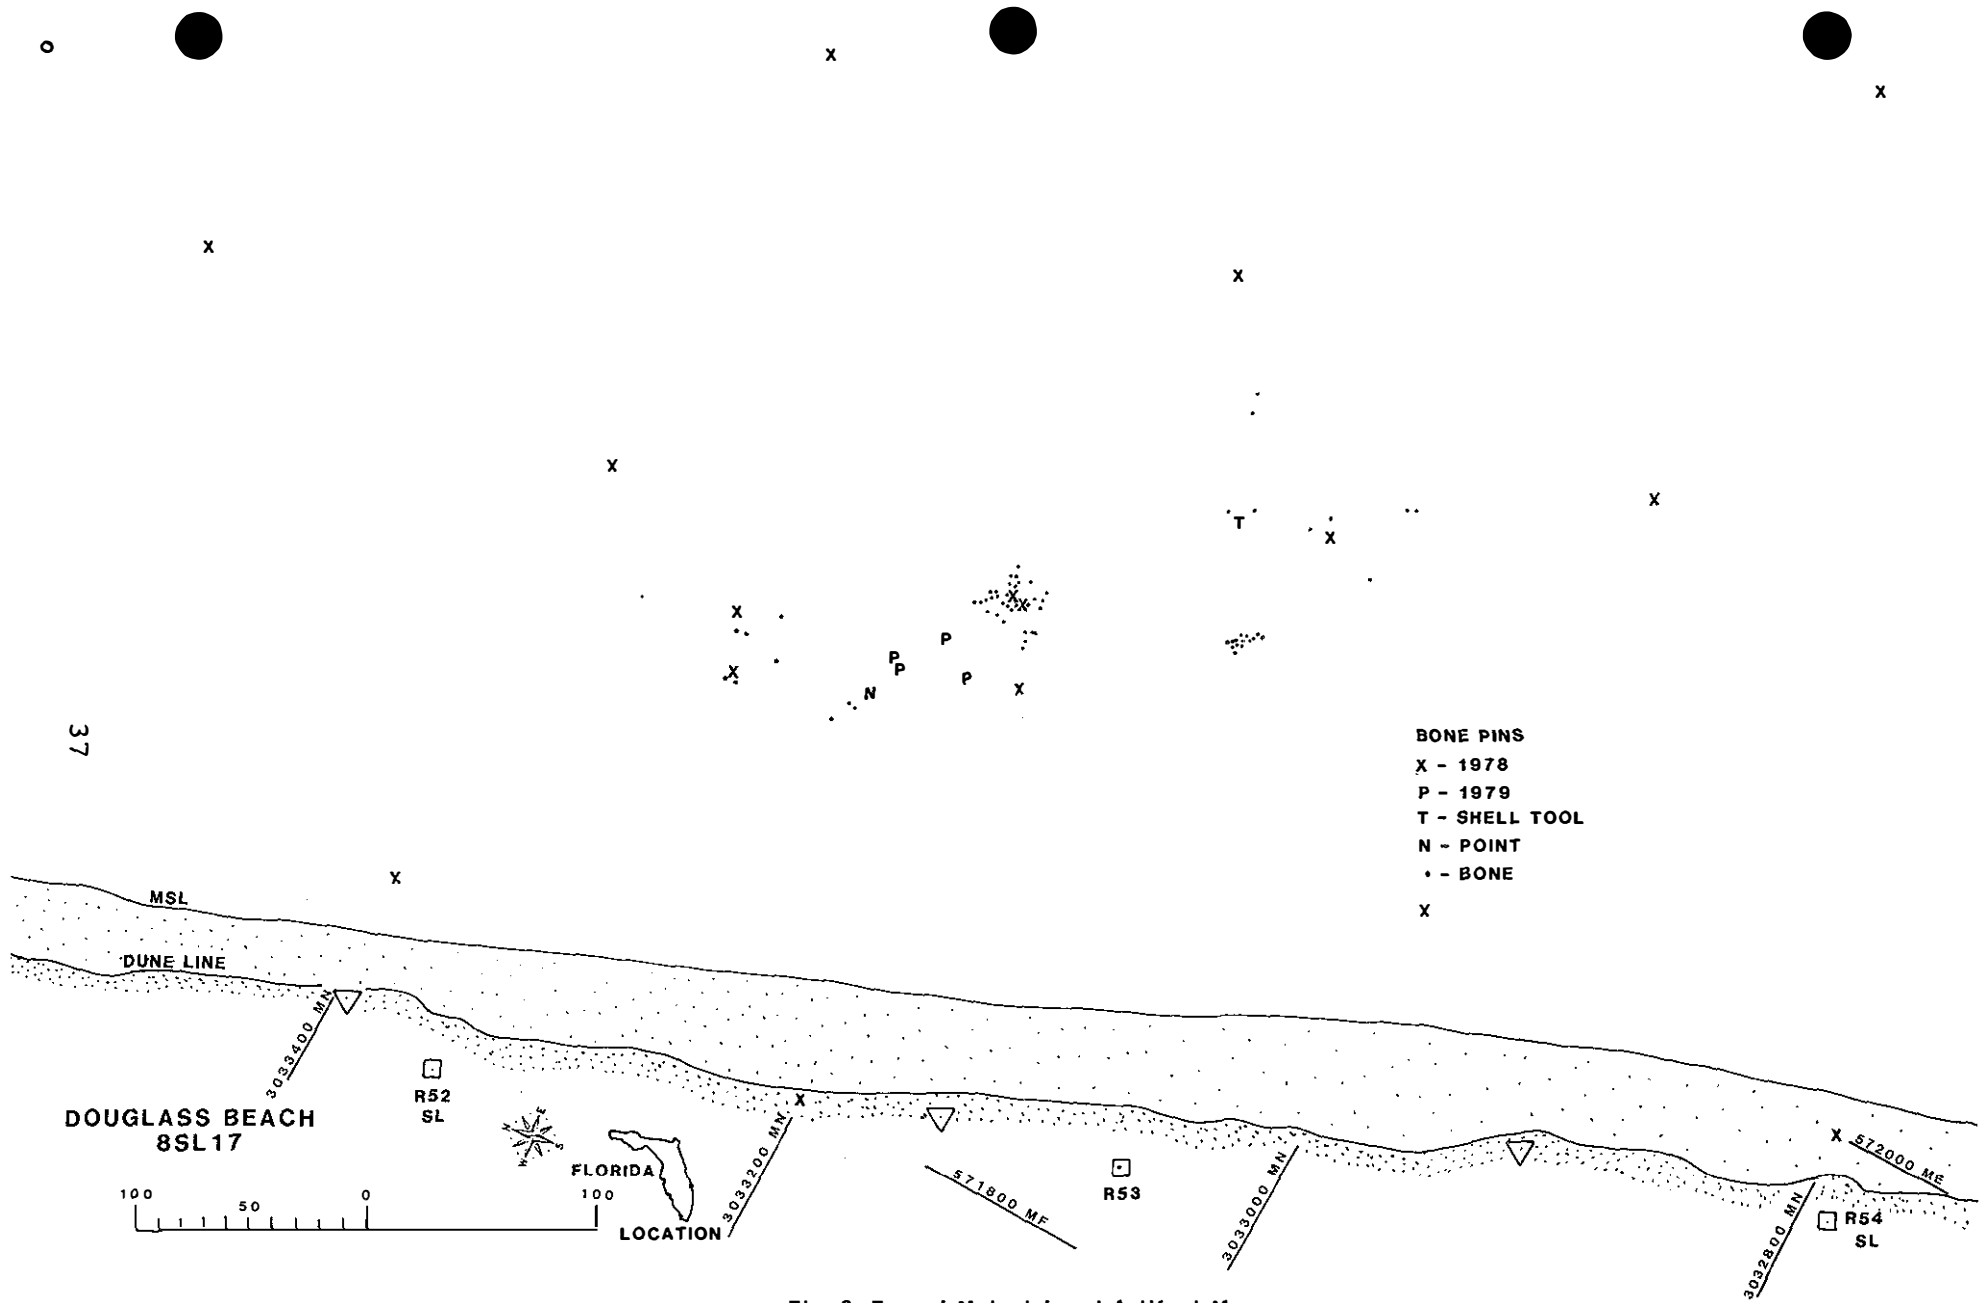 o
X
X
X
X
X
X
T
X
X
X X
P
P
P
X
P
N
X
37
BONE PINS
X - 1978
P - 1979
T - SHELL TOOL
N - POINT
• - BONE
X
X
MSL
DUNE LINE
3033400 MN
R52
SL
DOUGLASS BEACH
8SL17
N E S W
FLORIDA
LOCATION
100 50 0 100
X
3033200 MN
571800 MF
R53
3033000 MN
X
572000 ME
3032800 MN
R54
SL